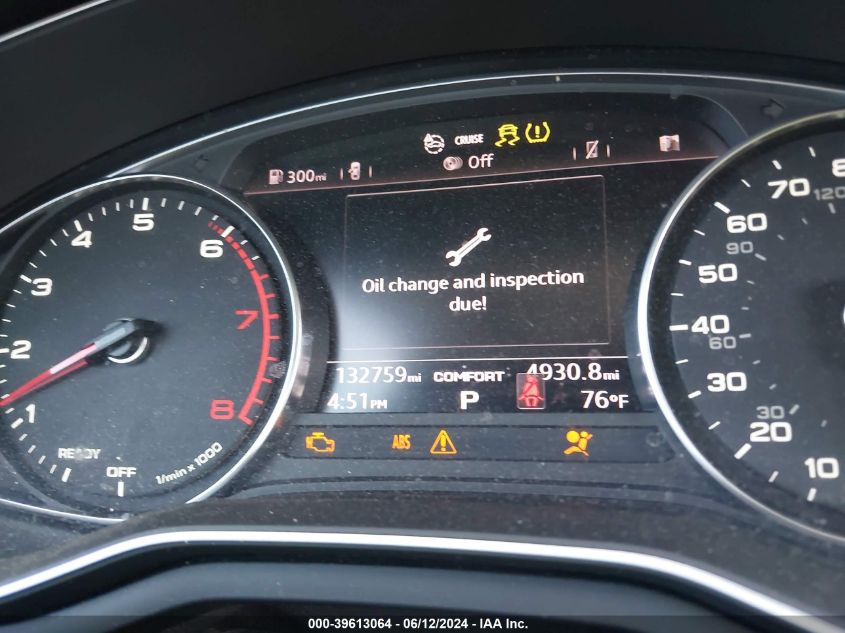 CRUISE
Off
300mi
Oil change and inspection
due!
132759mi COMFORT 4930.8mi
4:51PM P 76°F
ABS
1 2 3 4 5 6 7 8
READY
OFF
1/min x 1000
10 20 30 40 50 60 70 8
30 60 90 120
000-39613064 / 06/12/2024 - IAA Inc.